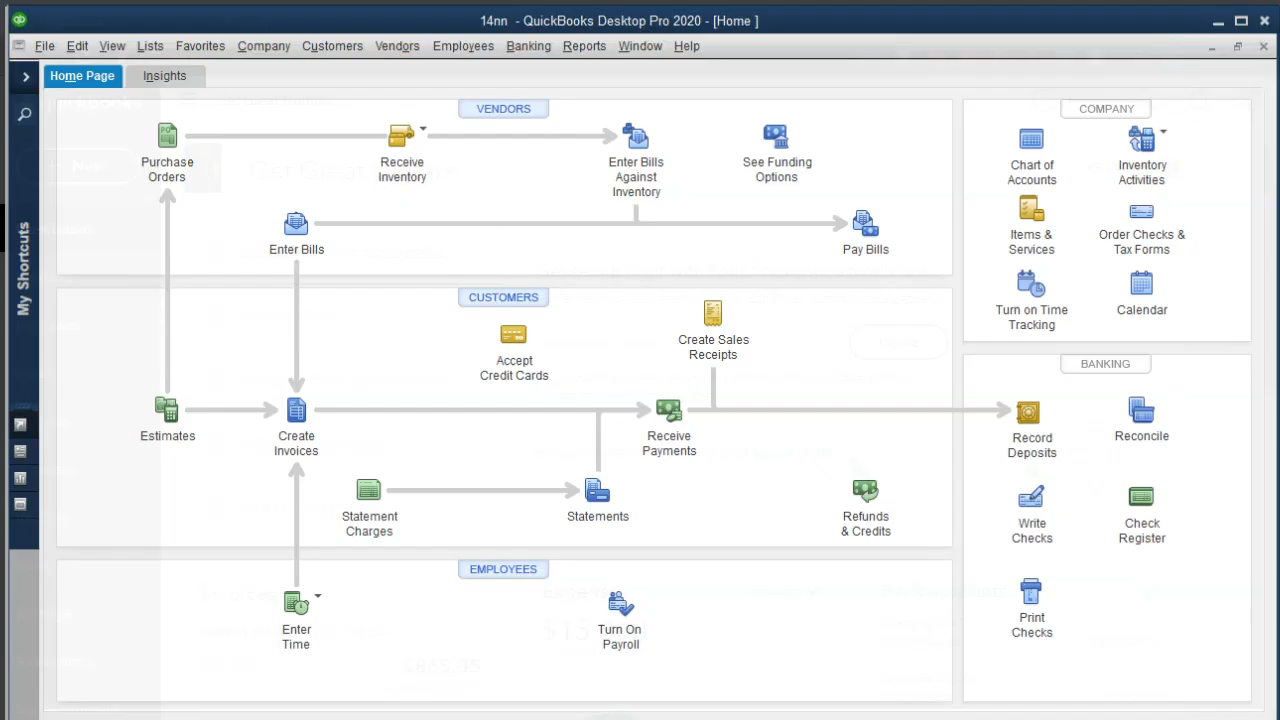 14nn - QuickBooks Desktop Pro 2020 - [Home ]
File Edit View Lists Favorites Company Customers Vendors Employees Banking Reports Window Help
Home Page
Insights
My Shortcuts
VENDORS
Purchase
Orders
Receive
Inventory
Enter Bills
Against
Inventory
See Funding
Options
Enter Bills
Pay Bills
CUSTOMERS
Accept
Credit Cards
Create Sales
Receipts
Estimates
Create
Invoices
Receive
Payments
Statement
Charges
Statements
Refunds
& Credits
EMPLOYEES
Enter
Time
Turn On
Payroll
COMPANY
Chart of
Accounts
Inventory
Activities
Items &
Services
Order Checks &
Tax Forms
Turn on Time
Tracking
Calendar
BANKING
Record
Deposits
Reconcile
Write
Checks
Check
Register
Print
Checks